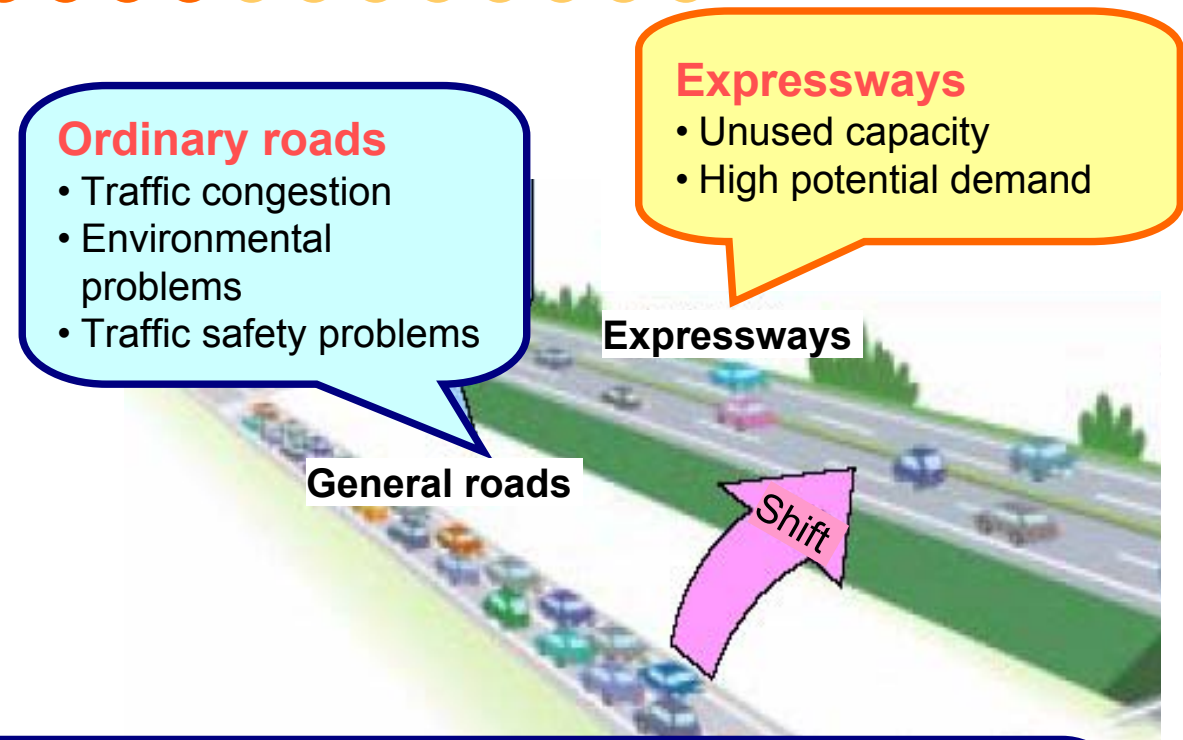 Ordinary roads
• Traffic congestion
• Environmental
problems
• Traffic safety problems
Expressways
• Unused capacity
• High potential demand
Expressways
General roads
Shift